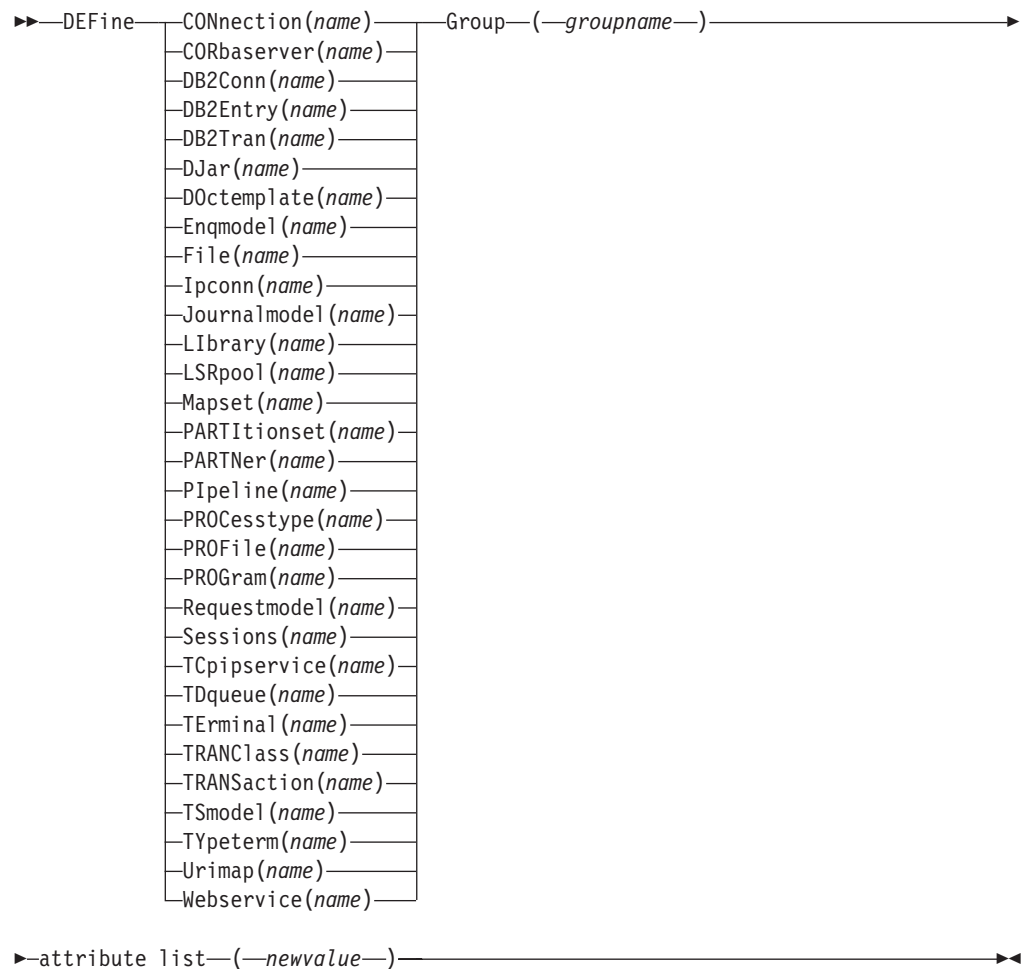 DEFine CONnection(name) Group ( groupname )
CORbaserver(name)
DB2Conn(name)
DB2Entry(name)
DB2Tran(name)
DJar(name)
DOctemplate(name)
Enqmodel(name)
File(name)
Ipconn(name)
Journalmodel(name)
LIbrary(name)
LSRpool(name)
Mapset(name)
PARTItionset(name)
PARTNer(name)
PIpeline(name)
PROCesstype(name)
PROFile(name)
PROGram(name)
Requestmodel(name)
Sessions(name)
TCpipservice(name)
TDqueue(name)
TErminal(name)
TRANClass(name)
TRANSaction(name)
TSmodel(name)
TYpeterm(name)
Urimap(name)
Webservice(name)
attribute list ( newvalue )